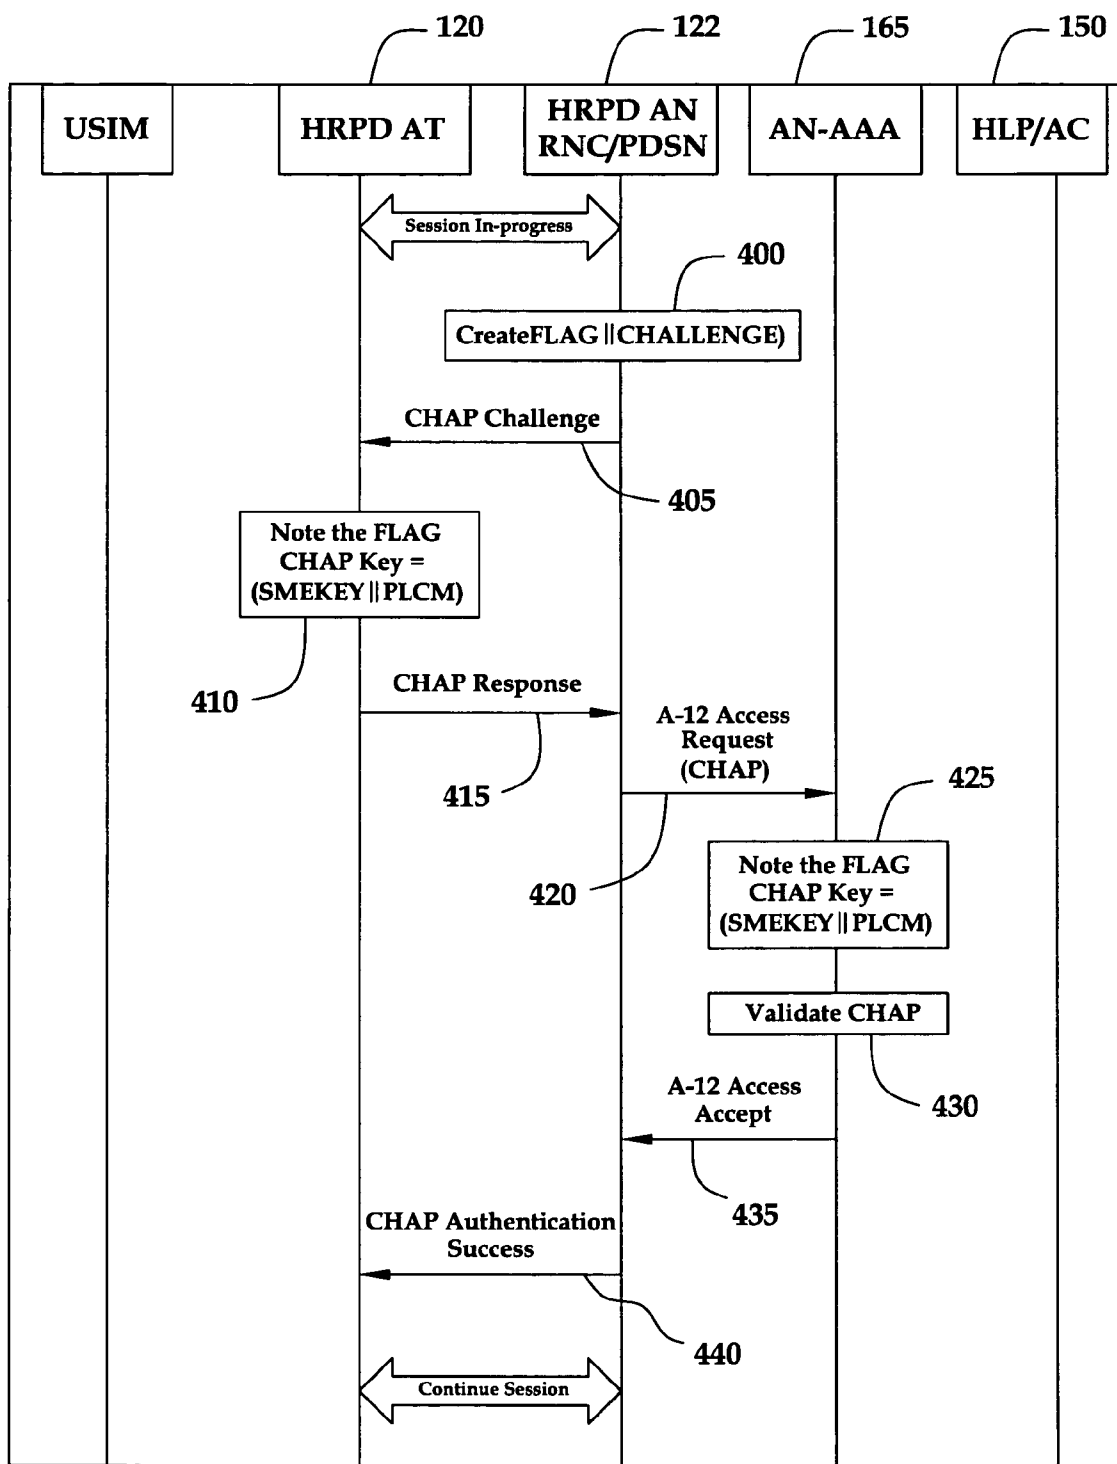 120
122
165
150
USIM
HRPD AT
HRPD AN
RNC/PDSN
AN-AAA
HLP/AC
Session In-progress
400
CreateFLAG||CHALLENGE)
CHAP Challenge
405
Note the FLAG
CHAP Key =
(SMEKEY||PLCM)
410
CHAP Response
415
A-12 Access
Request
(CHAP)
420
425
Note the FLAG
CHAP Key =
(SMEKEY||PLCM)
Validate CHAP
430
A-12 Access
Accept
435
CHAP Authentication
Success
440
Continue Session